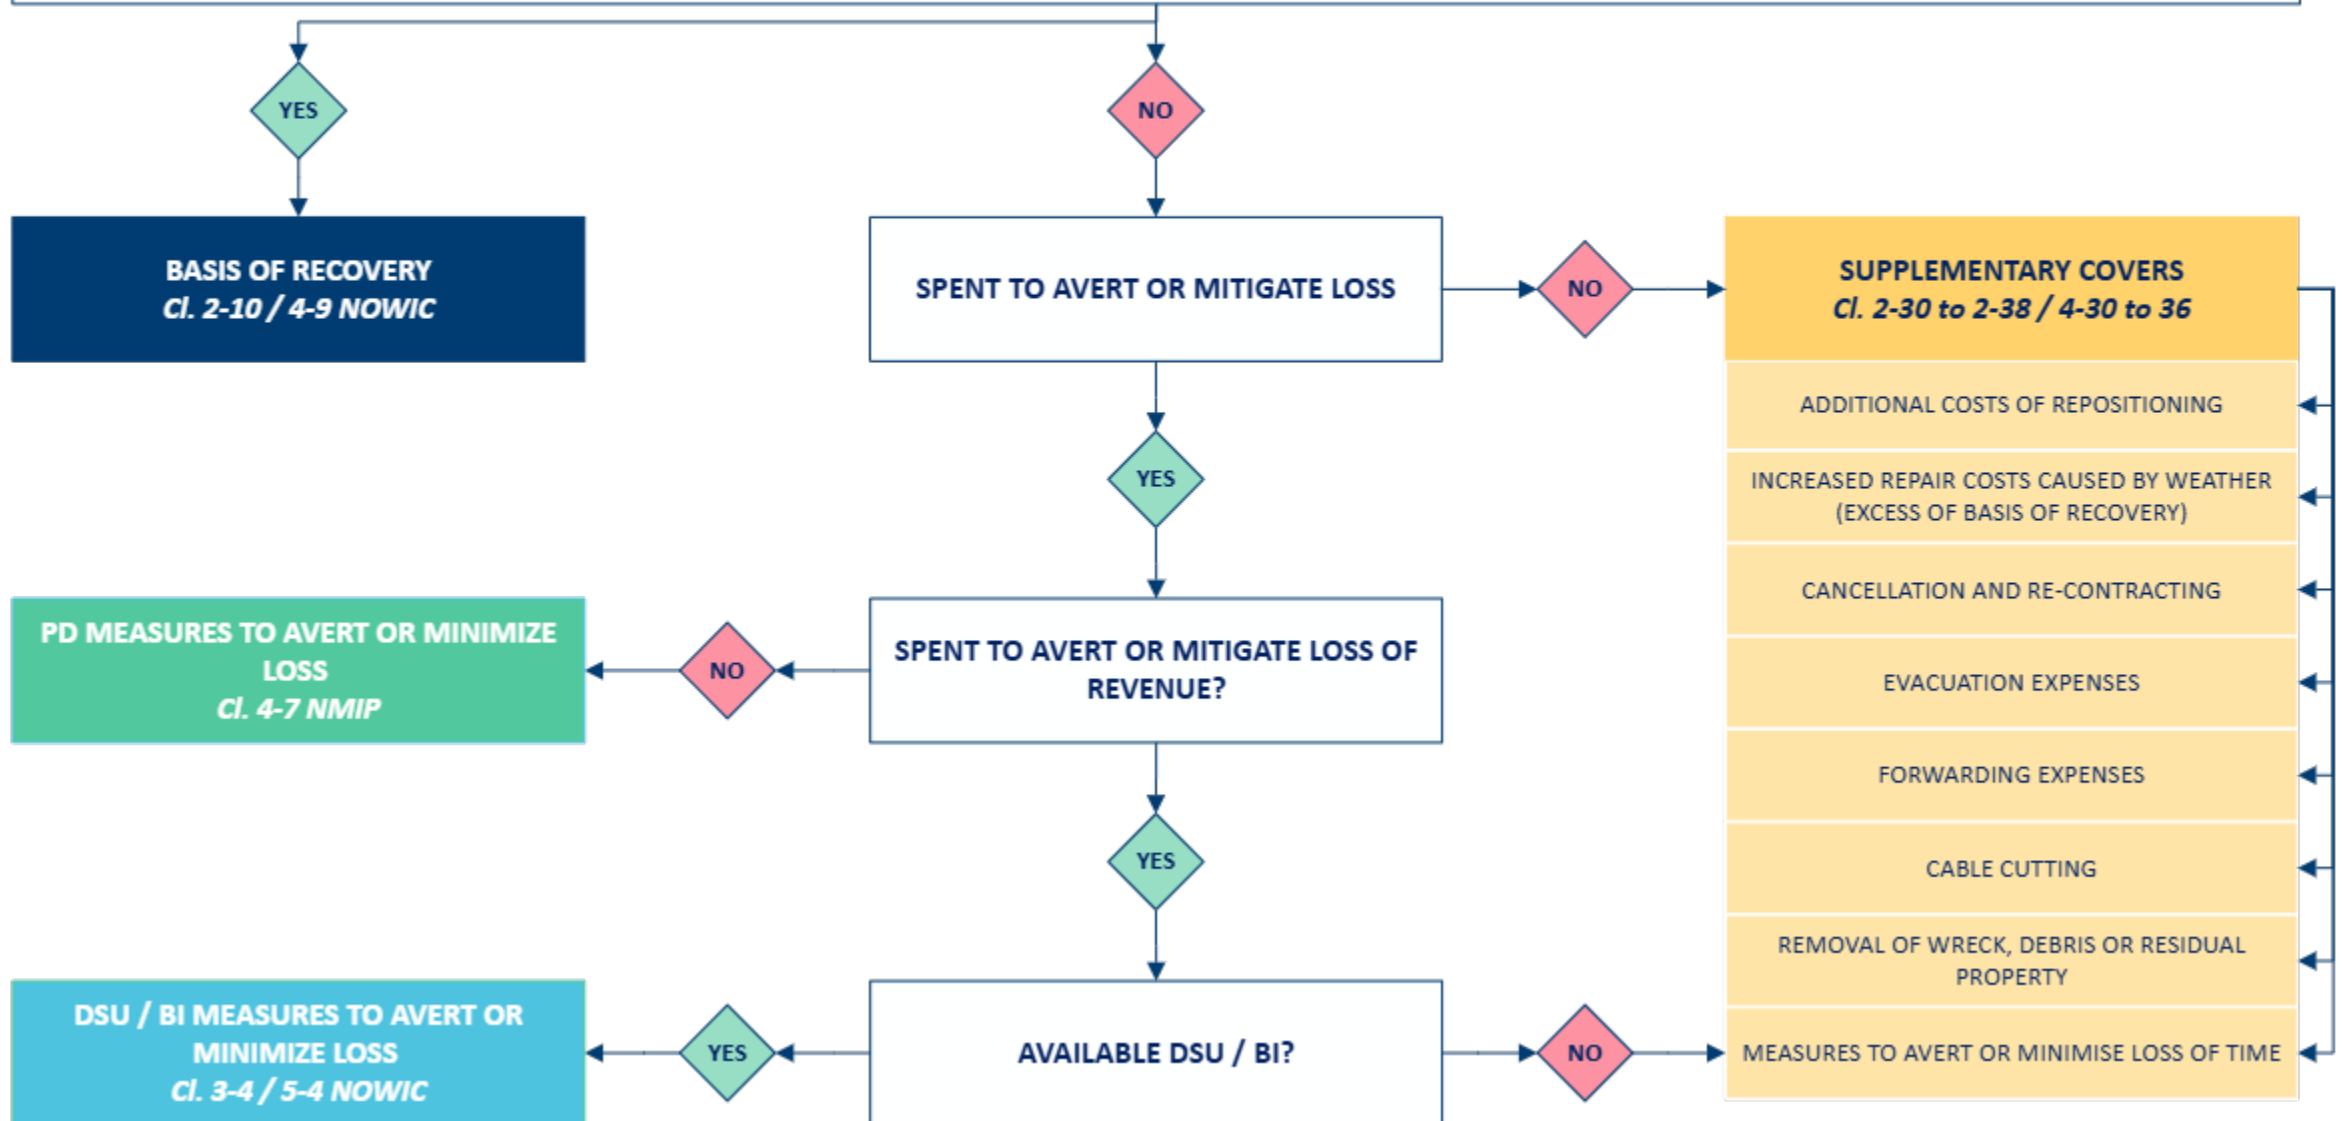 YES
NO
BASIS OF RECOVERY
Cl. 2-10 / 4-9 NOWIC
SPENT TO AVERT OR MITIGATE LOSS
NO
SUPPLEMENTARY COVERS
Cl. 2-30 to 2-38 / 4-30 to 36
ADDITIONAL COSTS OF REPOSITIONING
YES
INCREASED REPAIR COSTS CAUSED BY WEATHER
(EXCESS OF BASIS OF RECOVERY)
CANCELLATION AND RE-CONTRACTING
PD MEASURES TO AVERT OR MINIMIZE
LOSS
Cl. 4-7 NMIP
NO
SPENT TO AVERT OR MITIGATE LOSS OF
REVENUE?
EVACUATION EXPENSES
FORWARDING EXPENSES
YES
CABLE CUTTING
REMOVAL OF WRECK, DEBRIS OR RESIDUAL
PROPERTY
DSU / BI MEASURES TO AVERT OR
MINIMIZE LOSS
Cl. 3-4 / 5-4 NOWIC
YES
AVAILABLE DSU / BI?
NO
MEASURES TO AVERT OR MINIMISE LOSS OF TIME